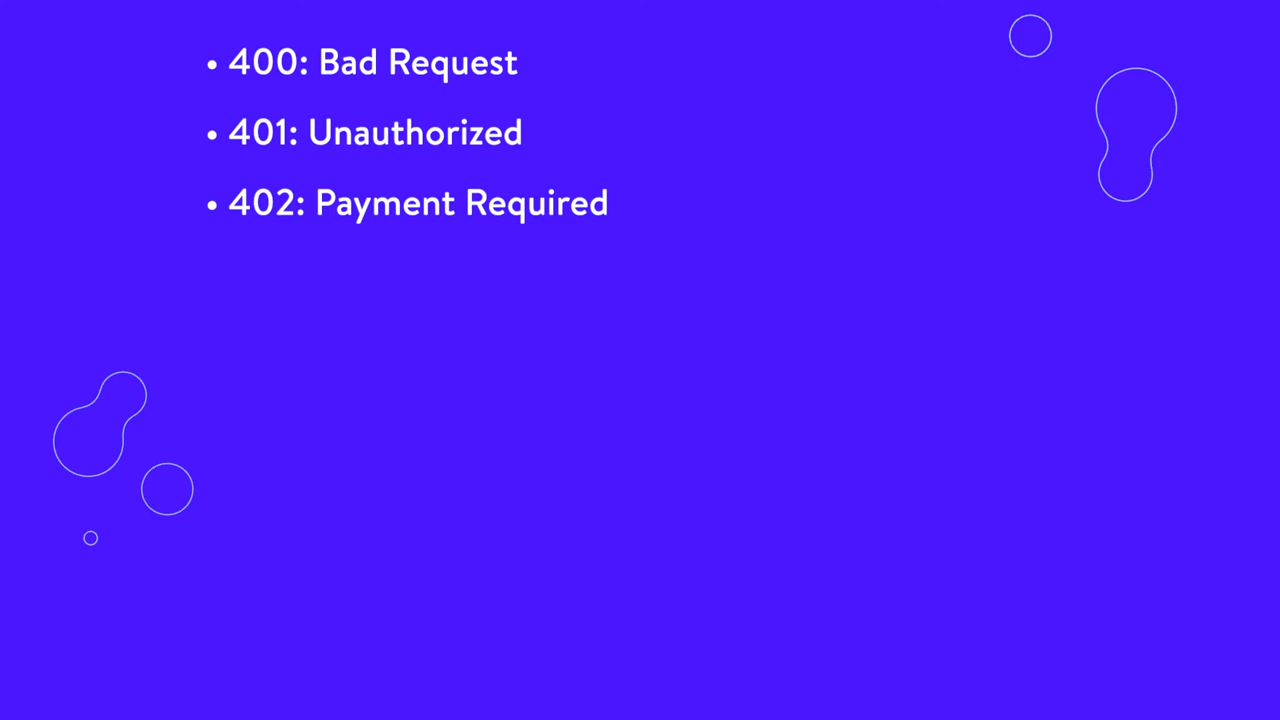 • 400: Bad Request
• 401: Unauthorized
• 402: Payment Required